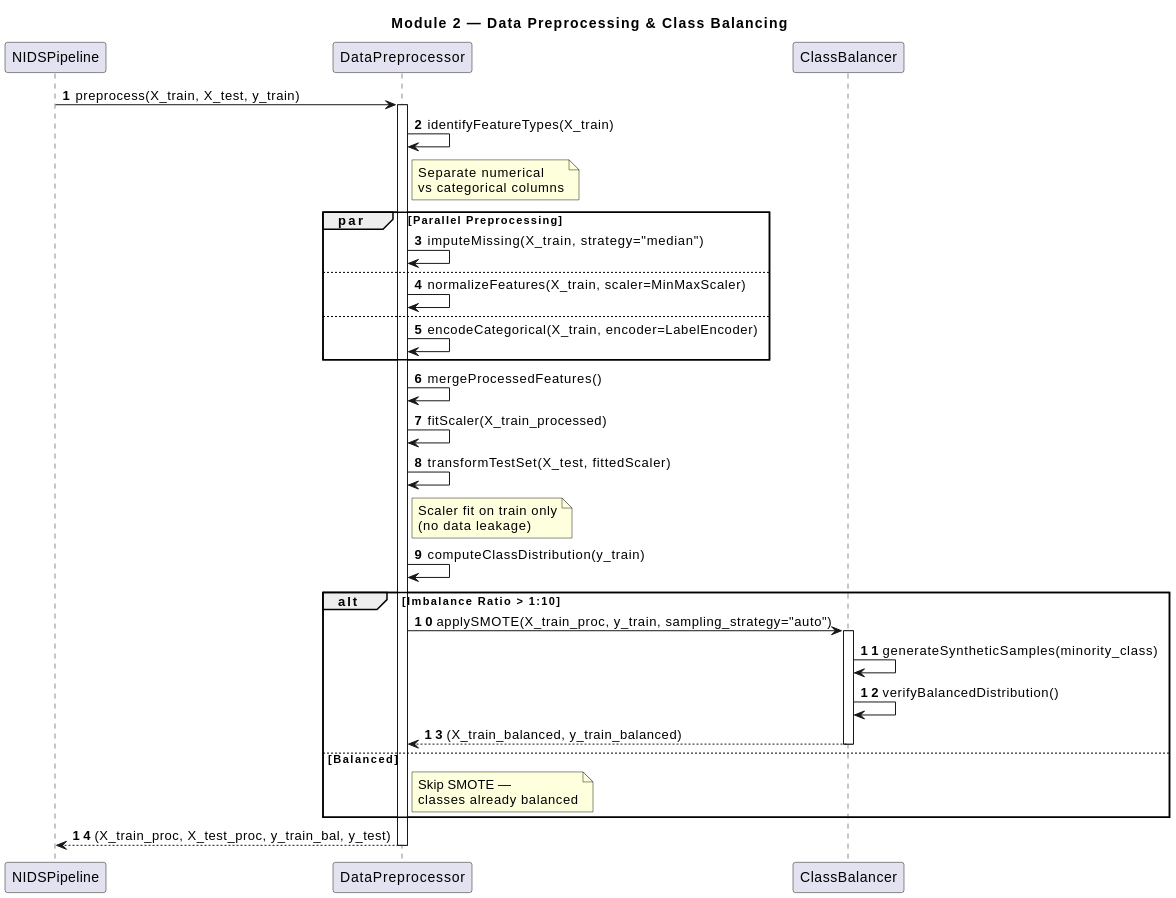 Module 2 — Data Preprocessing & Class Balancing
NIDSPipeline
DataPreprocessor
ClassBalancer
1 preprocess(X_train, X_test, y_train)
2 identifyFeatureTypes(X_train)
Separate numerical
vs categorical columns
par [Parallel Preprocessing]
3 imputeMissing(X_train, strategy="median")
4 normalizeFeatures(X_train, scaler=MinMaxScaler)
5 encodeCategorical(X_train, encoder=LabelEncoder)
6 mergeProcessedFeatures()
7 fitScaler(X_train_processed)
8 transformTestSet(X_test, fittedScaler)
Scaler fit on train only
(no data leakage)
9 computeClassDistribution(y_train)
alt [Imbalance Ratio > 1:10]
10 applySMOTE(X_train_proc, y_train, sampling_strategy="auto")
11 generateSyntheticSamples(minority_class)
12 verifyBalancedDistribution()
13 (X_train_balanced, y_train_balanced)
[Balanced]
Skip SMOTE —
classes already balanced
14 (X_train_proc, X_test_proc, y_train_bal, y_test)
NIDSPipeline
DataPreprocessor
ClassBalancer